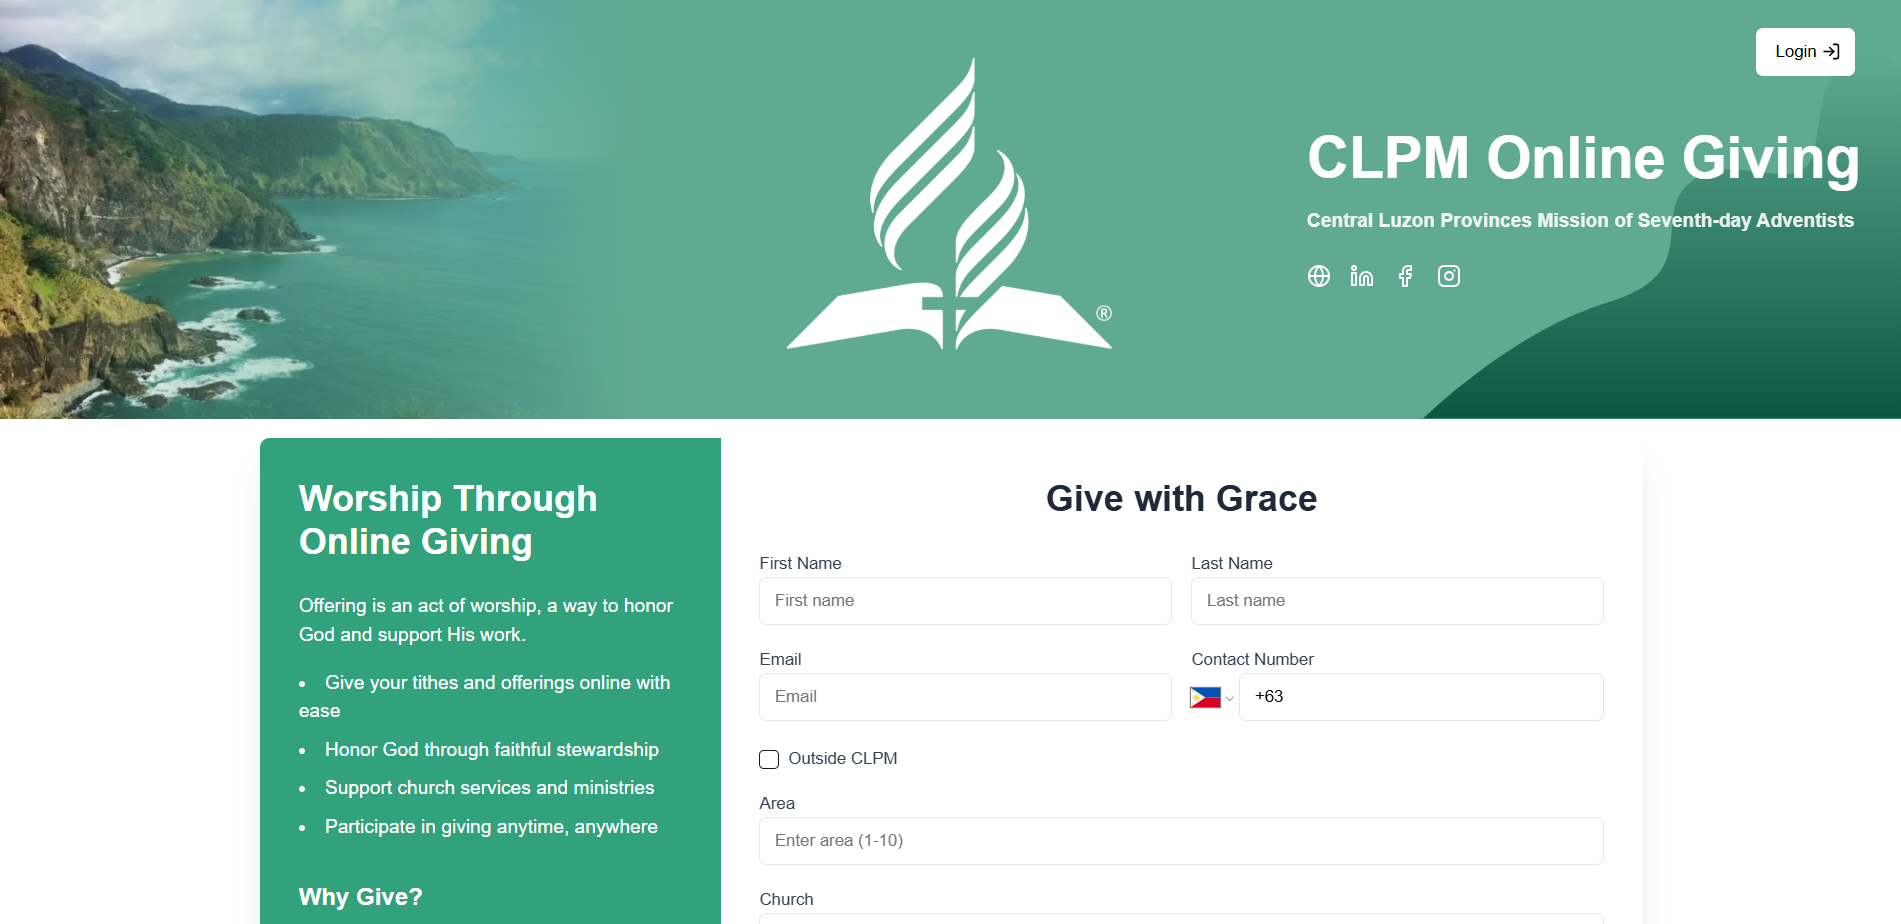 Login
CLPM Online Giving
Central Luzon Provinces Mission of Seventh-day Adventists
®
Worship Through
Online Giving
Offering is an act of worship, a way to honor
God and support His work.
• Give your tithes and offerings online with
ease
• Honor God through faithful stewardship
• Support church services and ministries
• Participate in giving anytime, anywhere
Why Give?
Give with Grace
First Name
First name
Last Name
Last name
Email
Email
Contact Number
+63
Outside CLPM
Area
Enter area (1-10)
Church